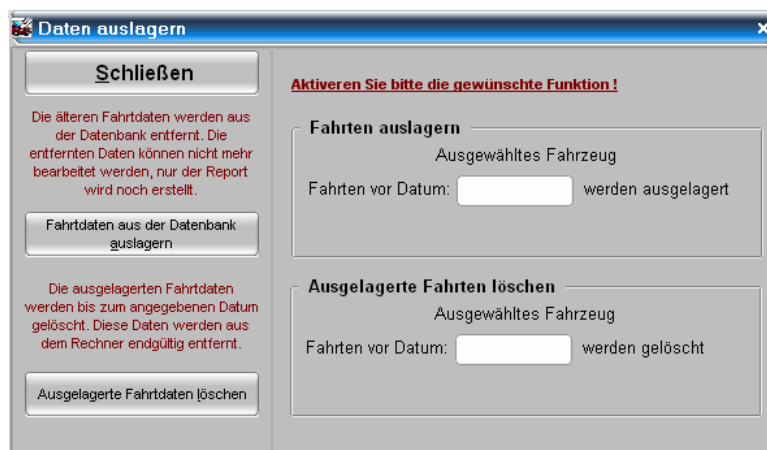 Daten auslagern
Schließen
Die älteren Fahrtdaten werden aus
der Datenbank entfernt. Die
entfernten Daten können nicht mehr
bearbeitet werden, nur der Report
wird noch erstellt.
Fahrtdaten aus der Datenbank
auslagern
Die ausgelagerten Fahrtdaten
werden bis zum angegebenen Datum
gelöscht. Diese Daten werden aus
dem Rechner endgültig entfernt.
Ausgelagerte Fahrtdaten löschen
Aktiveren Sie bitte die gewünschte Funktion !
Fahrten auslagern
Ausgewähltes Fahrzeug
Fahrten vor Datum: werden ausgelagert
Ausgelagerte Fahrten löschen
Ausgewähltes Fahrzeug
Fahrten vor Datum: werden gelöscht